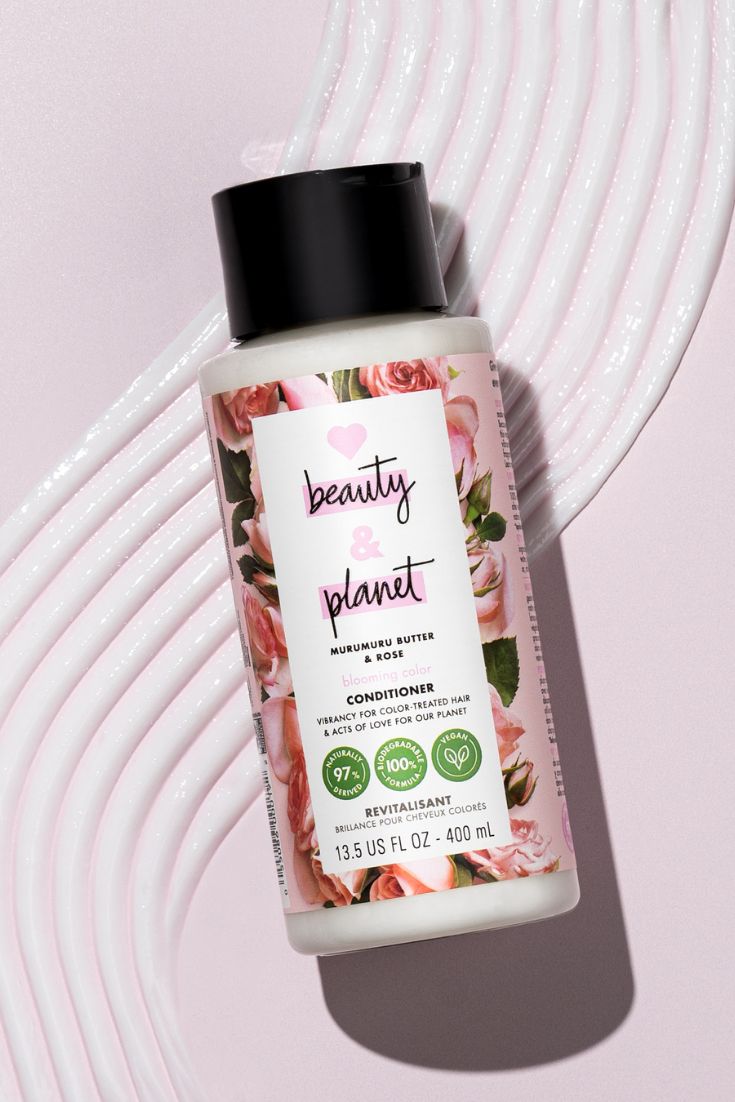 beauty
&
planet
MURUMURU BUTTER
& ROSE
blooming color
CONDITIONER
VIBRANCY FOR COLOR-TREATED HAIR
& ACTS OF LOVE FOR OUR PLANET
NATURALLY
97%
DERIVED
BIODEGRADABLE
100%
FORMULA
VEGAN
REVITALISANT
BRILLANCE POUR CHEVEUX COLORÉS
13.5 US FL OZ - 400 mL